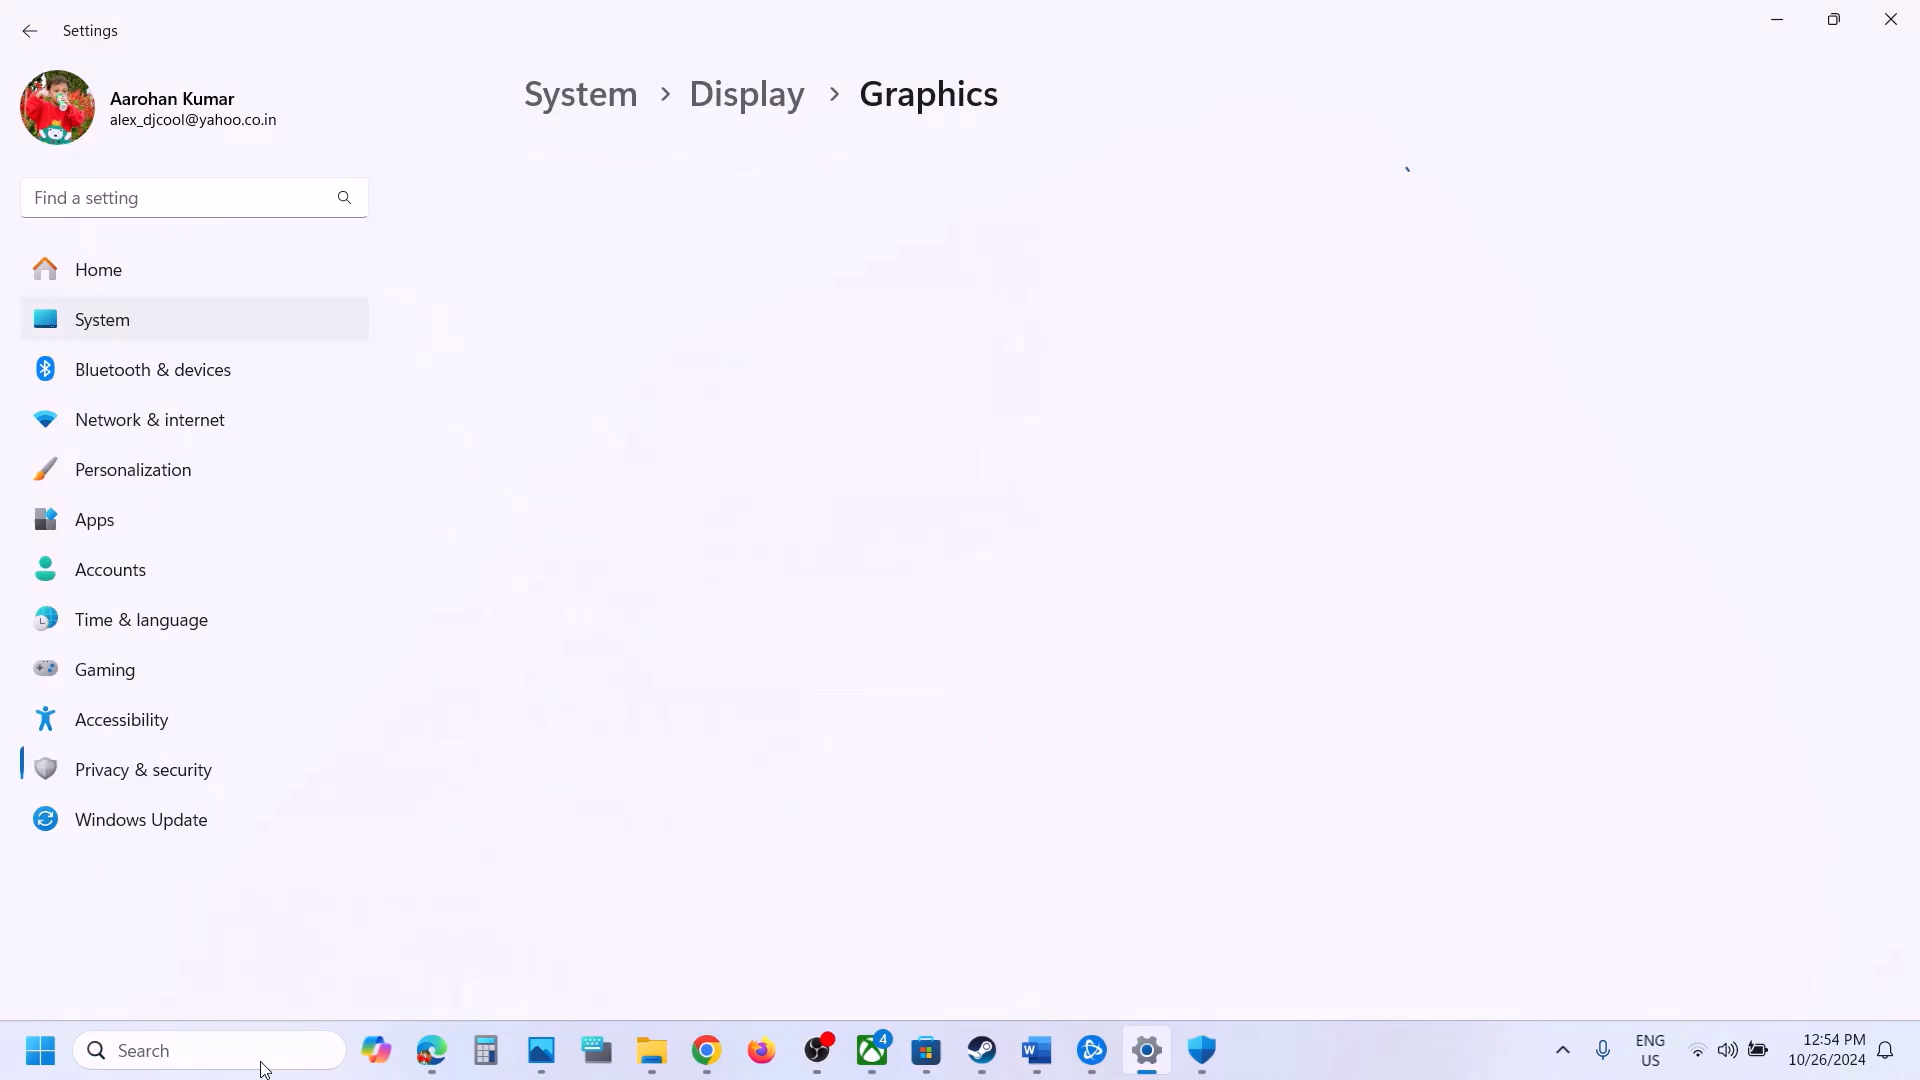 Settings
Aarohan Kumar
alex_djcool@yahoo.co.in
System > Display > Graphics
Find a setting
Home
System
Bluetooth & devices
Network & internet
Personalization
Apps
Accounts
Time & language
Gaming
Accessibility
Privacy & security
Windows Update
Search
4
ENG
US
12:54 PM
10/26/2024